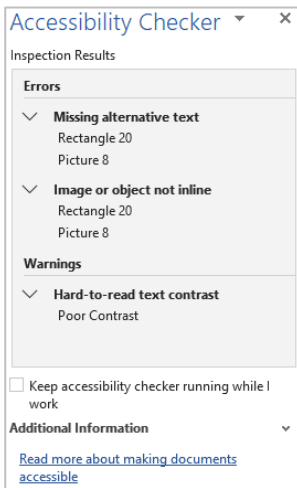 Accessibility Checker
Inspection Results
Errors
Missing alternative text
Rectangle 20
Picture 8
Image or object not inline
Rectangle 20
Picture 8
Warnings
Hard-to-read text contrast
Poor Contrast
Keep accessibility checker running while I
work
Additional Information
Read more about making documents
accessible